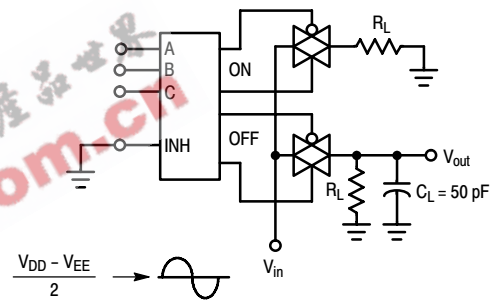 R_L
A
B
C
ON
OFF
INH
V_out
R_L
C_L = 50 pF
V_in
V_DD - V_EE
2
om.cn